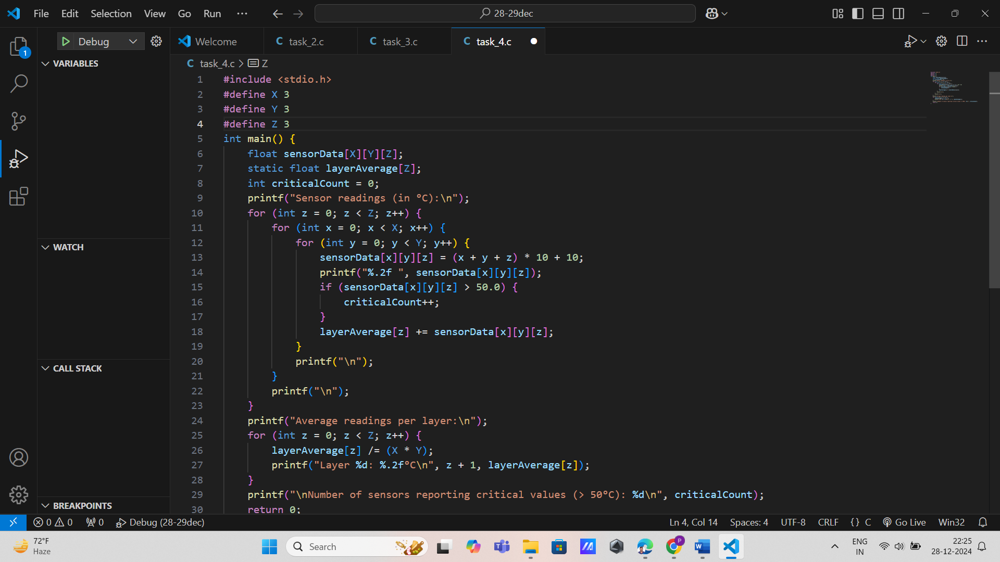 File Edit Selection View Go Run ··· 28-29dec
Debug Welcome task_2.c task_3.c task_4.c
VARIABLES
WATCH
CALL STACK
BREAKPOINTS
1
C task_4.c > Z
1 #include <stdio.h>
2 #define X 3
3 #define Y 3
4 #define Z 3
5 int main() {
6 float sensorData[X][Y][Z];
7 static float layerAverage[Z];
8 int criticalCount = 0;
9 printf("Sensor readings (in °C):\n");
10 for (int z = 0; z < Z; z++) {
11 for (int x = 0; x < X; x++) {
12 for (int y = 0; y < Y; y++) {
13 sensorData[x][y][z] = (x + y + z) * 10 + 10;
14 printf("%.2f ", sensorData[x][y][z]);
15 if (sensorData[x][y][z] > 50.0) {
16 criticalCount++;
17 }
18 layerAverage[z] += sensorData[x][y][z];
19 }
20 printf("\n");
21 }
22 printf("\n");
23 }
24 printf("Average readings per layer:\n");
25 for (int z = 0; z < Z; z++) {
26 layerAverage[z] /= (X * Y);
27 printf("Layer %d: %.2f°C\n", z + 1, layerAverage[z]);
28 }
29 printf("\nNumber of sensors reporting critical values (> 50°C): %d\n", criticalCount);
30 return 0;
0 0 0 Debug (28-29dec) Ln 4, Col 14 Spaces: 4 UTF-8 CRLF {} C Go Live Win32
72°F
Haze
Search
P
ENG
IN
22:25
28-12-2024